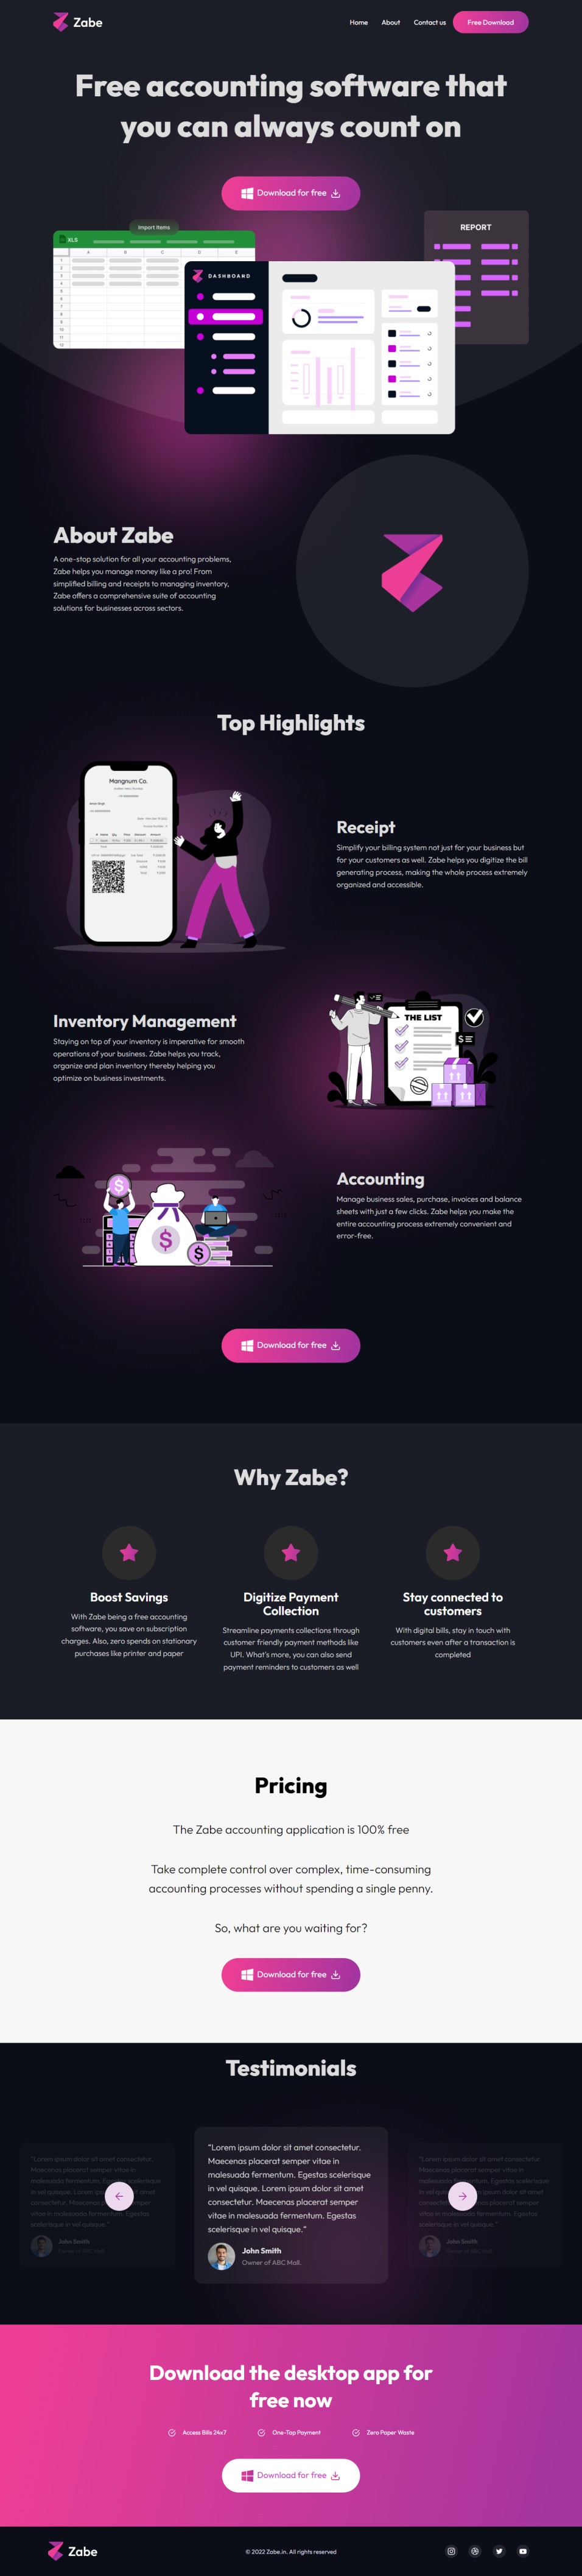 Zabe
Home About Contact us Free Download
Free accounting software that
you can always count on
Download for free
Import Items
XLS
A B C D E
1
2
3
4
5
6
7
8
9
10
11
12
REPORT
DASHBOARD
About Zabe
A one-stop solution for all your accounting problems,
Zabe helps you manage money like a pro! From
simplified billing and receipts to managing inventory,
Zabe offers a comprehensive suite of accounting
solutions for businesses across sectors.
Top Highlights
Mangnum Co.
Receipt
Simplify your billing system not just for your business but
for your customers as well. Zabe helps you digitize the bill
generating process, making the whole process extremely
organized and accessible.
Inventory Management
Staying on top of your inventory is imperative for smooth
operations of your business. Zabe helps you track,
organize and plan inventory thereby helping you
optimize on business investments.
THE LIST
$
$
$
$
Accounting
Manage business sales, purchase, invoices and balance
sheets with just a few clicks. Zabe helps you make the
entire accounting process extremely convenient and
error-free.
Download for free
Why Zabe?
Boost Savings
With Zabe being a free accounting
software, you save on subscription
charges. Also, zero spends on stationary
purchases like printer and paper
Digitize Payment
Collection
Streamline payments collections through
customer friendly payment methods like
UPI. What's more, you can also send
payment reminders to customers as well
Stay connected to
customers
With digital bills, stay in touch with
customers even after a transaction is
completed
Pricing
The Zabe accounting application is 100% free
Take complete control over complex, time-consuming
accounting processes without spending a single penny.
So, what are you waiting for?
Download for free
Testimonials
"Lorem ipsum dolor sit amet consectetur.
Maecenas placerat semper vitae in
malesuada fermentum. Egestas scelerisque
in vel quisque. Lorem ipsum dolor sit amet
consectetur. Maecenas placerat semper
vitae in malesuada fermentum. Egestas
scelerisque in vel quisque."
John Smith
Owner of ABC Mall.
Download the desktop app for
free now
Access Bills 24x7 One-Tap Payment Zero Paper Waste
Download for free
Zabe
© 2022 Zabe.in. All rights reserved